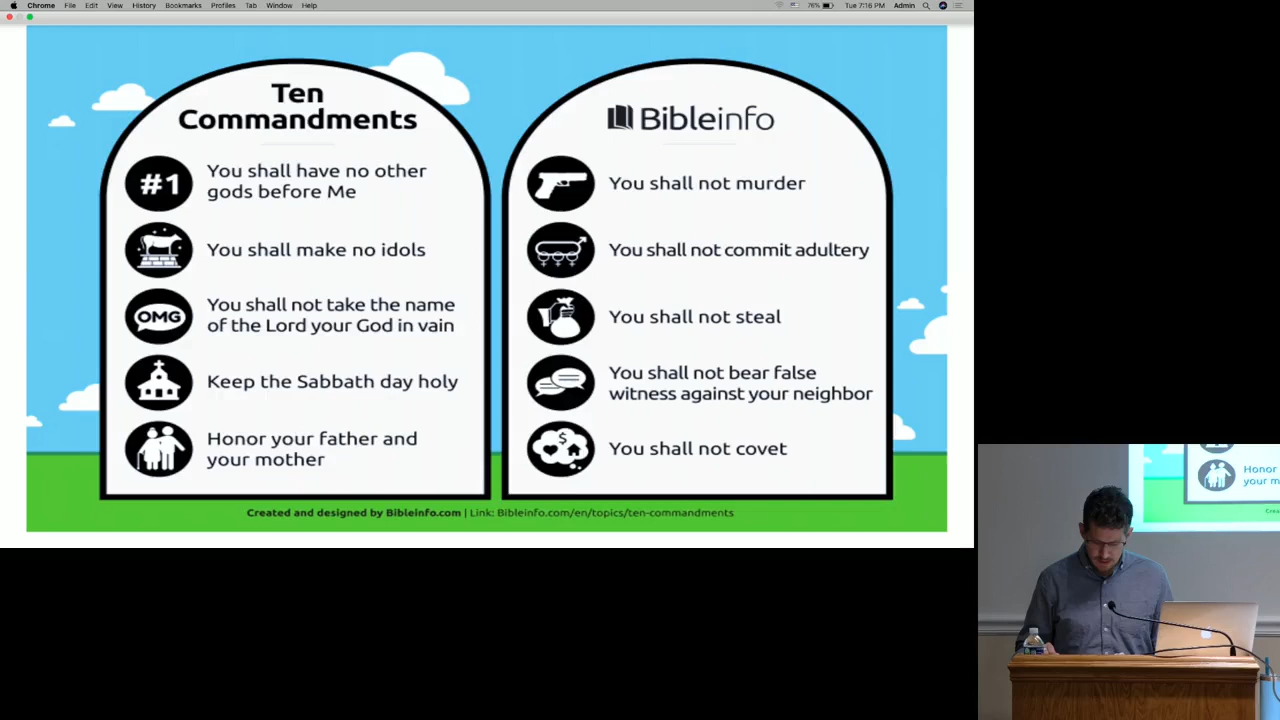 Chrome File Edit View History Bookmarks Profiles Tab Window Help
76% Tue 7:16 PM Admin
Ten
Commandments
#1
You shall have no other
gods before Me
You shall make no idols
OMG
You shall not take the name
of the Lord your God in vain
Keep the Sabbath day holy
Honor your father and
your mother
Bibleinfo
You shall not murder
You shall not commit adultery
You shall not steal
You shall not bear false
witness against your neighbor
$
You shall not covet
Created and designed by Bibleinfo.com | Link: Bibleinfo.com/en/topics/ten-commandments
Honor
your m